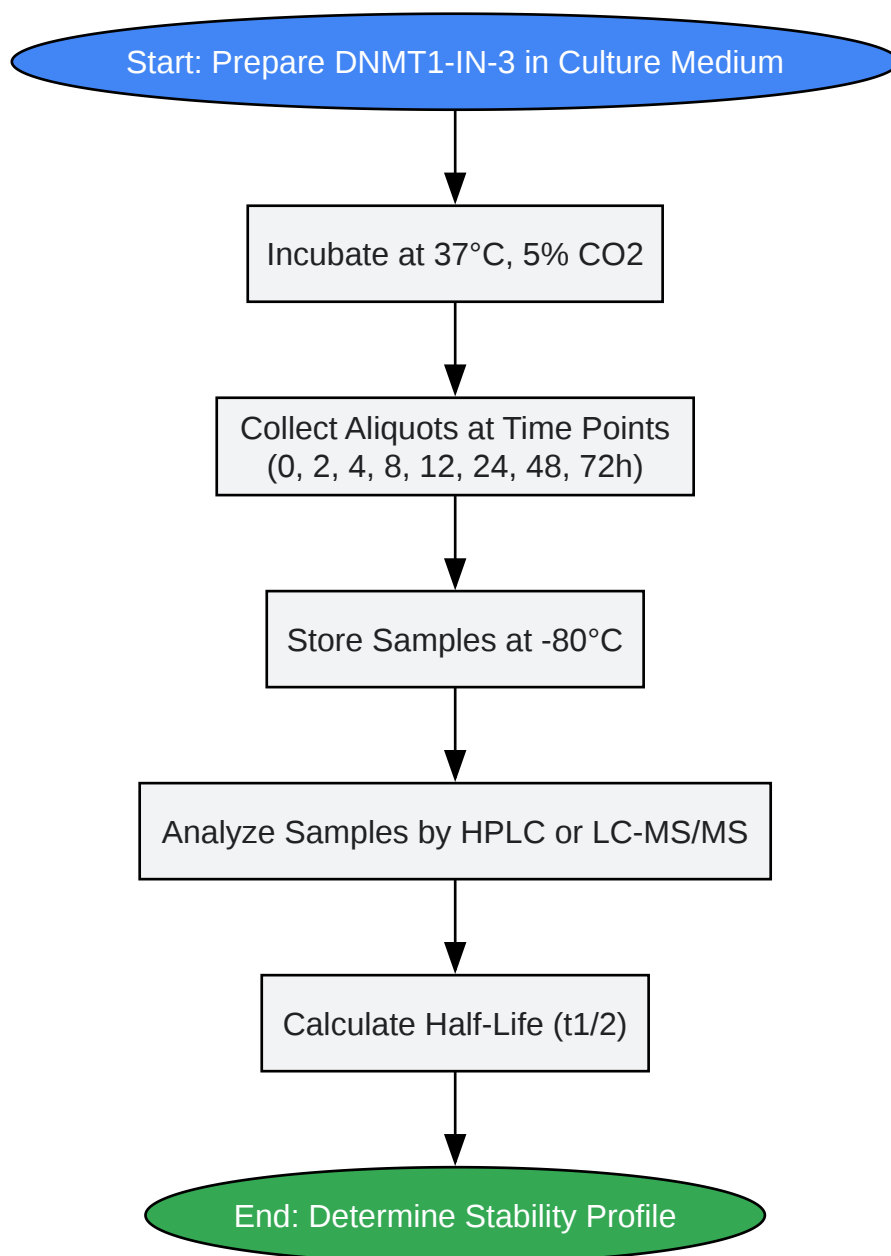 Start: Prepare DNMT1-IN-3 in Culture Medium
Incubate at 37°C, 5% CO2
Collect Aliquots at Time Points
(0, 2, 4, 8, 12, 24, 48, 72h)
Store Samples at -80°C
Analyze Samples by HPLC or LC-MS/MS
Calculate Half-Life (t1/2)
End: Determine Stability Profile